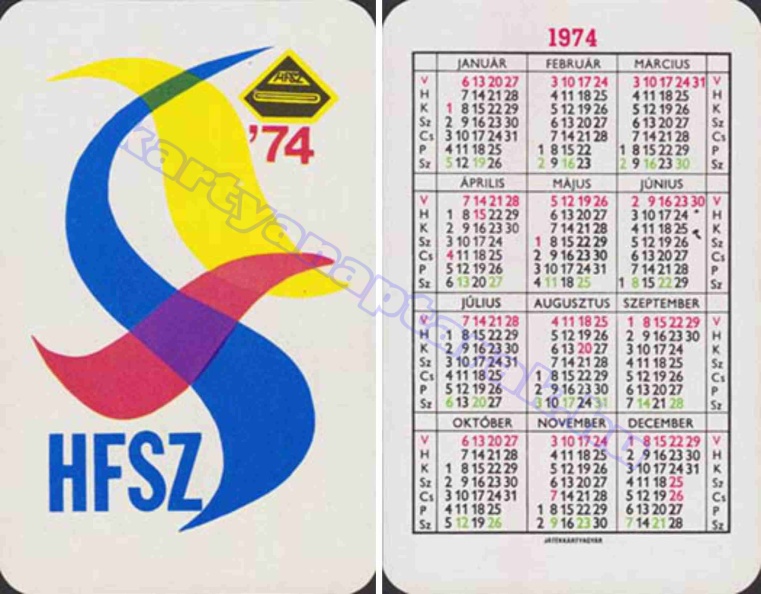 HFSZ
'74
HFSZ
kartyanaptarak.hu
1974
JANUÁR FEBRUÁR MÁRCIUS
V 6 13 20 27 3 10 17 24 3 10 17 24 31 V
H 7 14 21 28 4 11 18 25 4 11 18 25 H
K 1 8 15 22 29 5 12 19 26 5 12 19 26 K
Sz 2 9 16 23 30 6 13 20 27 6 13 20 27 Sz
Cs 3 10 17 24 31 7 14 21 28 7 14 21 28 Cs
P 4 11 18 25 1 8 15 22 1 8 15 22 29 P
Sz 5 12 19 26 2 9 16 23 2 9 16 23 30 Sz
ÁPRILIS MÁJUS JÚNIUS
V 7 14 21 28 5 12 19 26 2 9 16 23 30 V
H 1 8 15 22 29 6 13 20 27 3 10 17 24 H
K 2 9 16 23 30 7 14 21 28 4 11 18 25 K
Sz 3 10 17 24 1 8 15 22 29 5 12 19 26 Sz
Cs 4 11 18 25 2 9 16 23 30 6 13 20 27 Cs
P 5 12 19 26 3 10 17 24 31 7 14 21 28 P
Sz 6 13 20 27 4 11 18 25 1 8 15 22 29 Sz
JÚLIUS AUGUSZTUS SZEPTEMBER
V 7 14 21 28 4 11 18 25 1 8 15 22 29 V
H 1 8 15 22 29 5 12 19 26 2 9 16 23 30 H
K 2 9 16 23 30 6 13 20 27 3 10 17 24 K
Sz 3 10 17 24 31 7 14 21 28 4 11 18 25 Sz
Cs 4 11 18 25 1 8 15 22 29 5 12 19 26 Cs
P 5 12 19 26 2 9 16 23 30 6 13 20 27 P
Sz 6 13 20 27 3 10 17 24 31 7 14 21 28 Sz
OKTÓBER NOVEMBER DECEMBER
V 6 13 20 27 3 10 17 24 1 8 15 22 29 V
H 7 14 21 28 4 11 18 25 2 9 16 23 30 H
K 1 8 15 22 29 5 12 19 26 3 10 17 24 31 K
Sz 2 9 16 23 30 6 13 20 27 4 11 18 25 Sz
Cs 3 10 17 24 31 7 14 21 28 5 12 19 26 Cs
P 4 11 18 25 1 8 15 22 29 6 13 20 27 P
Sz 5 12 19 26 2 9 16 23 30 7 14 21 28 Sz
JÁTÉKKÁRTYAGYÁR